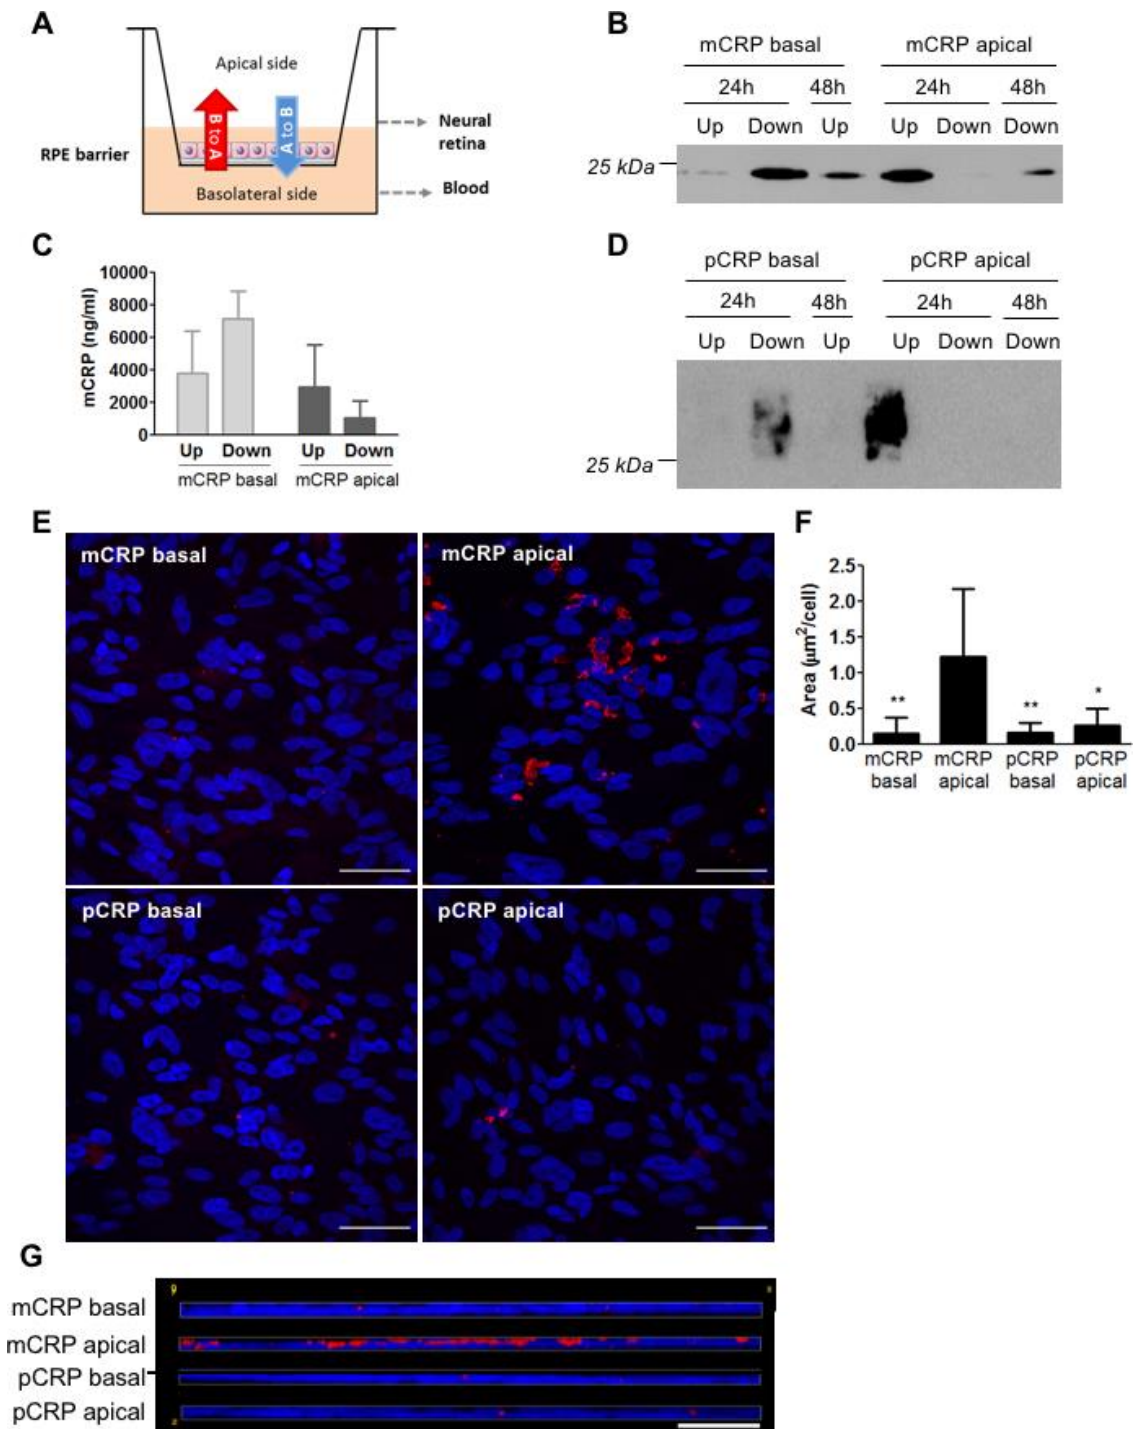 A
Apical side
B to A
A to B
Neural
retina
RPE barrier
Basolateral side
Blood
B
mCRP basal mCRP apical
24h 48h 24h 48h
Up Down Up Up Down Down
25 kDa
C
mCRP (ng/ml)
10000
8000
6000
4000
2000
0
Up Down Up Down
mCRP basal mCRP apical
D
pCRP basal pCRP apical
24h 48h 24h 48h
Up Down Up Up Down Down
25 kDa
E
mCRP basal
mCRP apical
pCRP basal
pCRP apical
F
Area (µm²/cell)
2.5
2.0
1.5
1.0
0.5
0.0
** ** *
mCRP mCRP pCRP pCRP
basal apical basal apical
G
mCRP basal
mCRP apical
pCRP basal
pCRP apical